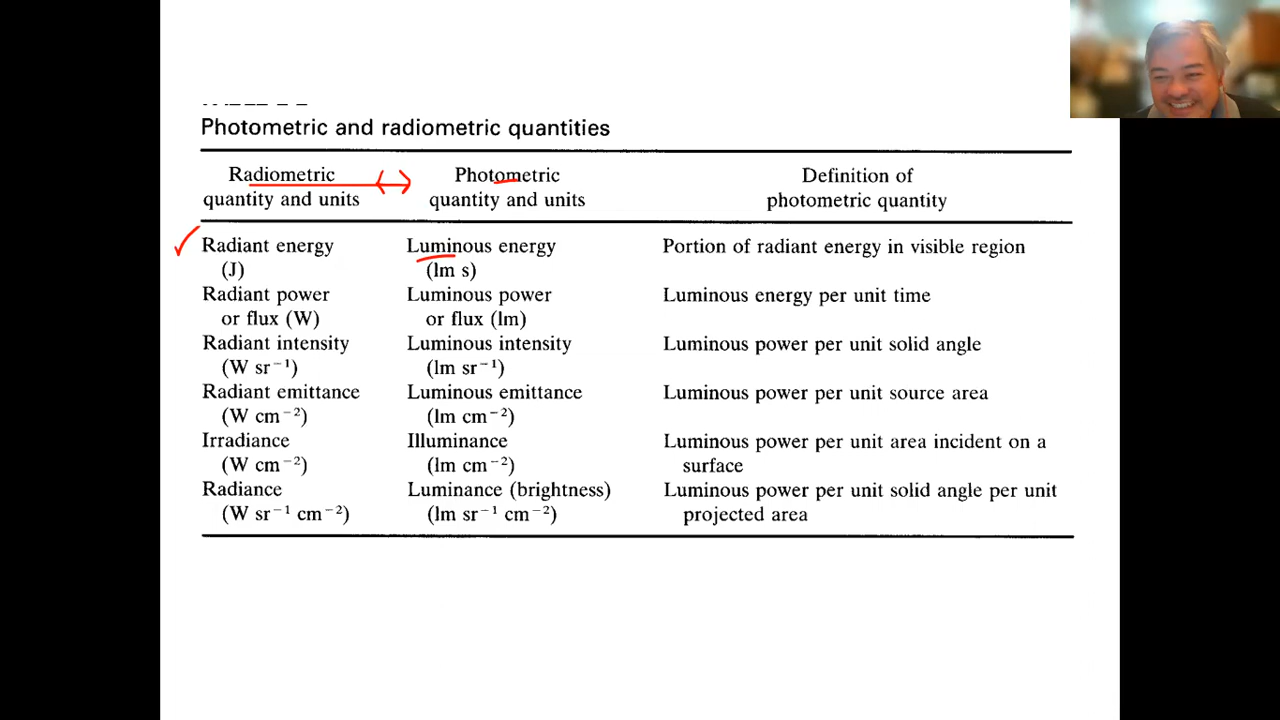 Photometric and radiometric quantities
Radiometric
quantity and units
Photometric
quantity and units
Definition of
photometric quantity
Radiant energy
(J)
Luminous energy
(lm s)
Portion of radiant energy in visible region
Radiant power
or flux (W)
Luminous power
or flux (lm)
Luminous energy per unit time
Radiant intensity
(W sr⁻¹)
Luminous intensity
(lm sr⁻¹)
Luminous power per unit solid angle
Radiant emittance
(W cm⁻²)
Luminous emittance
(lm cm⁻²)
Luminous power per unit source area
Irradiance
(W cm⁻²)
Illuminance
(lm cm⁻²)
Luminous power per unit area incident on a
surface
Radiance
(W sr⁻¹ cm⁻²)
Luminance (brightness)
(lm sr⁻¹ cm⁻²)
Luminous power per unit solid angle per unit
projected area